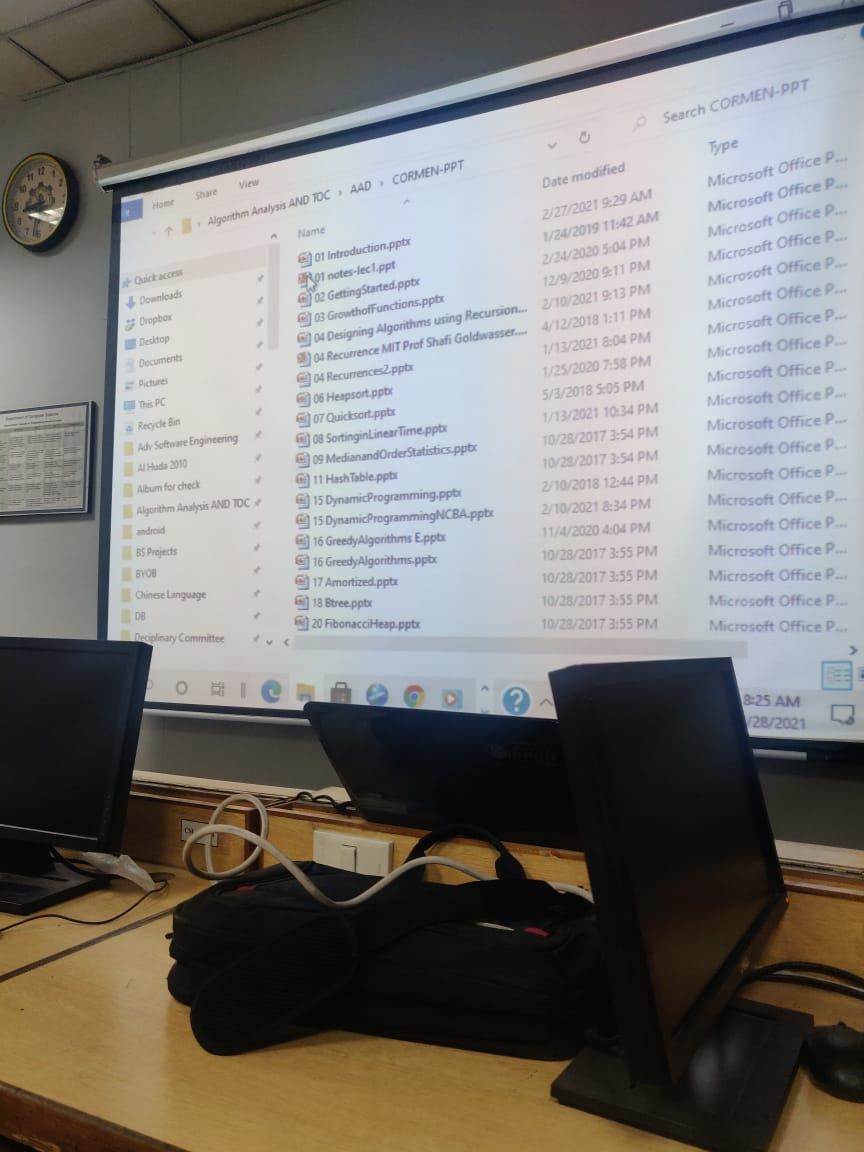 Search CORMEN-PPT
Home Share View
Algorithm Analysis AND TOC › AAD › CORMEN-PPT
Name Date modified Type
01 Introduction.pptx 2/27/2021 9:29 AM Microsoft Office P...
01 notes-lec1.ppt 1/24/2019 11:42 AM Microsoft Office P...
02 GettingStarted.pptx 2/24/2020 5:04 PM Microsoft Office P...
03 GrowthofFunctions.pptx 12/9/2020 9:11 PM Microsoft Office P...
04 Designing Algorithms using Recursion... 2/10/2021 9:13 PM Microsoft Office P...
04 Recurrence MIT Prof Shafi Goldwasser.... 4/12/2018 1:11 PM Microsoft Office P...
04 Recurrences2.pptx 1/13/2021 8:04 PM Microsoft Office P...
06 Heapsort.pptx 1/25/2020 7:58 PM Microsoft Office P...
07 Quicksort.pptx 5/3/2018 5:05 PM Microsoft Office P...
08 SortinginLinearTime.pptx 1/13/2021 10:34 PM Microsoft Office P...
09 MedianandOrderStatistics.pptx 10/28/2017 3:54 PM Microsoft Office P...
11 HashTable.pptx 10/28/2017 3:54 PM Microsoft Office P...
15 DynamicProgramming.pptx 2/10/2018 12:44 PM Microsoft Office P...
15 DynamicProgrammingNCBA.pptx 2/10/2021 8:34 PM Microsoft Office P...
16 GreedyAlgorithms E.pptx 11/4/2020 4:04 PM Microsoft Office P...
16 GreedyAlgorithms.pptx 10/28/2017 3:55 PM Microsoft Office P...
17 Amortized.pptx 10/28/2017 3:55 PM Microsoft Office P...
18 Btree.pptx 10/28/2017 3:55 PM Microsoft Office P...
20 FibonacciHeap.pptx 10/28/2017 3:55 PM Microsoft Office P...
Quick access
Downloads
Dropbox
Desktop
Documents
Pictures
This PC
Recycle Bin
Adv Software Engineering
Al Huda 2010
Album for check
Algorithm Analysis AND TOC
android
BS Projects
BYOB
Chinese Language
DB
Deciplinary Committee
8:25 AM
/28/2021